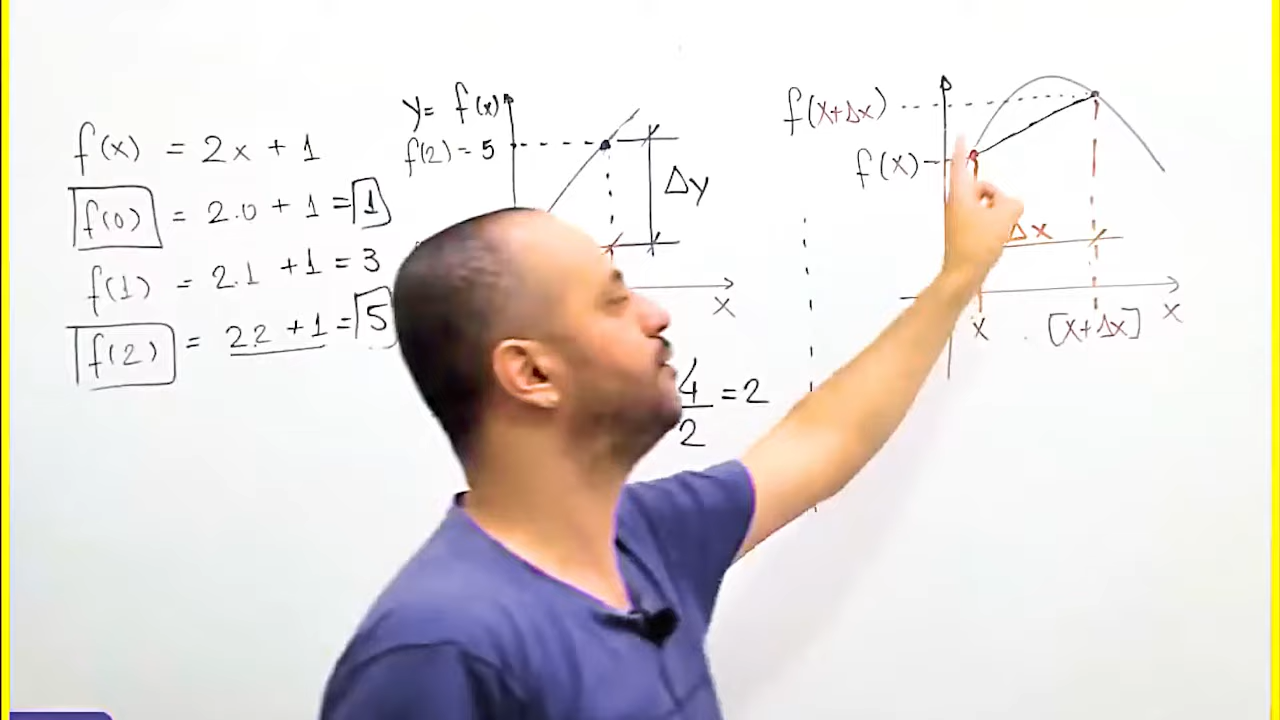 f(x) = 2x + 1
f(0) = 2.0 + 1 = 1
f(1) = 2.1 + 1 = 3
f(2) = 2.2 + 1 = 5
y = f(x)
f(2) = 5
Δy
x
4/2 = 2
f(x+Δx)
f(x)
Δx
x
[x+Δx]
x